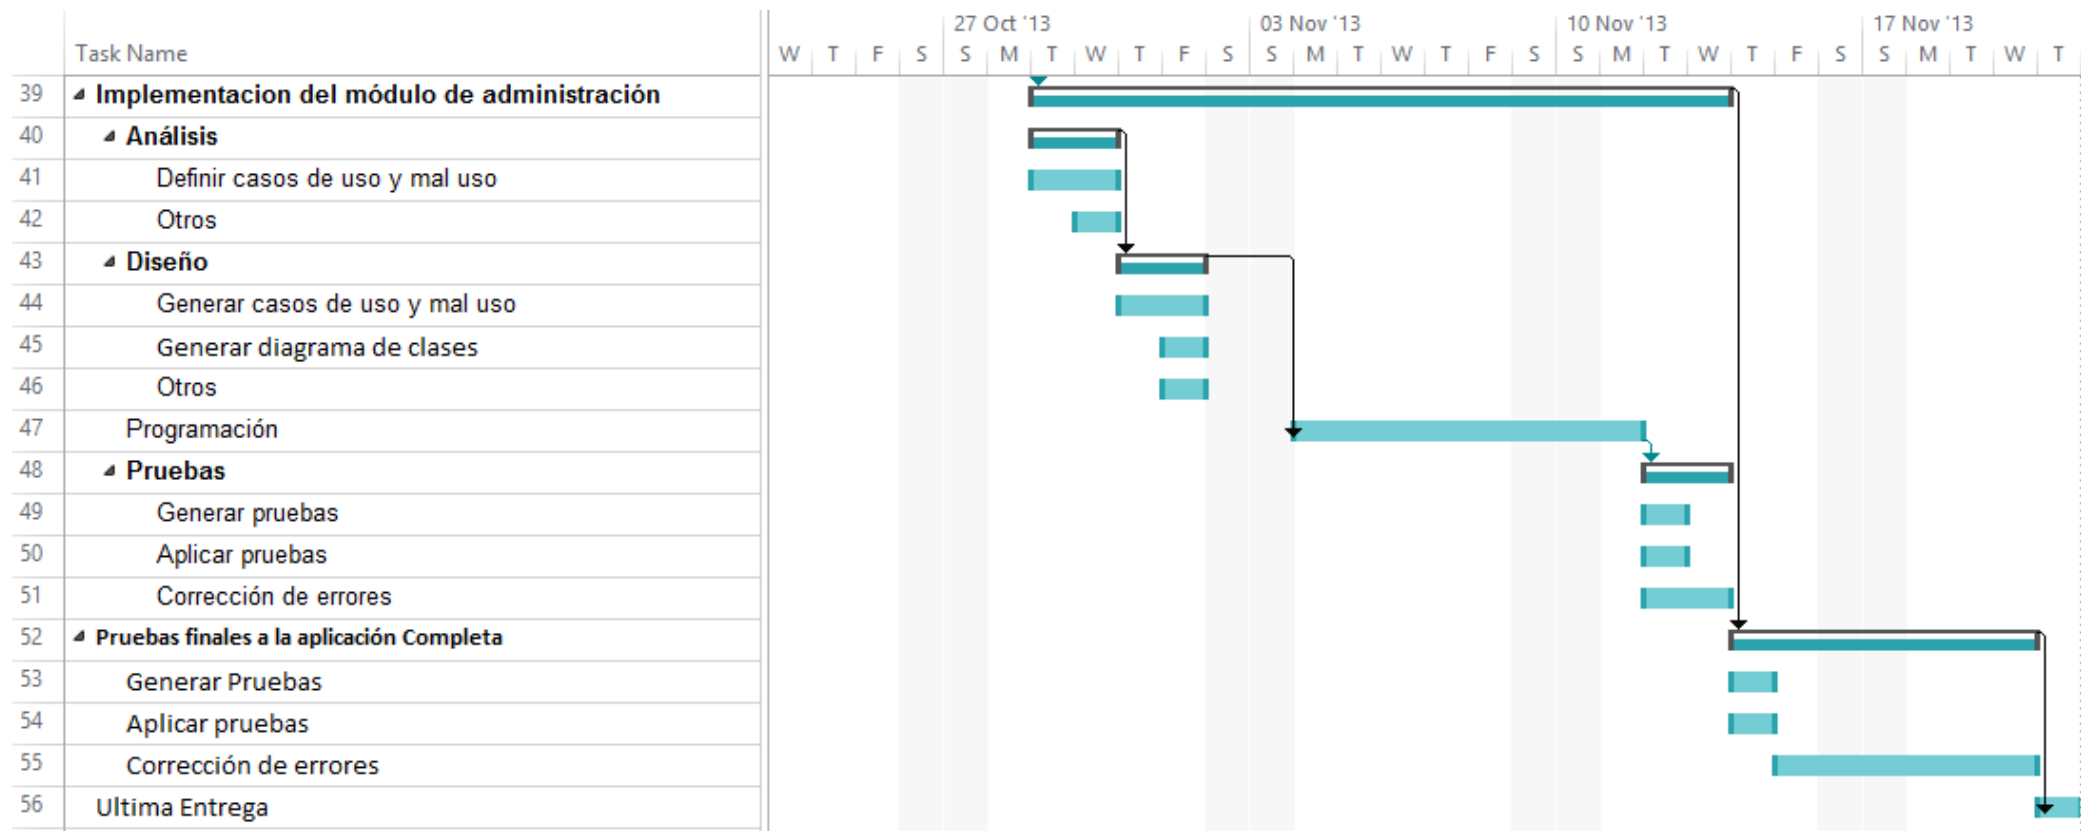 27 Oct '13 03 Nov '13 10 Nov '13 17 Nov '13
Task Name W T F S S M T W T F S S M T W T F S S M T W T F S S M T W T
39 Implementacion del módulo de administración
40 Análisis
41 Definir casos de uso y mal uso
42 Otros
43 Diseño
44 Generar casos de uso y mal uso
45 Generar diagrama de clases
46 Otros
47 Programación
48 Pruebas
49 Generar pruebas
50 Aplicar pruebas
51 Corrección de errores
52 Pruebas finales a la aplicación Completa
53 Generar Pruebas
54 Aplicar pruebas
55 Corrección de errores
56 Ultima Entrega